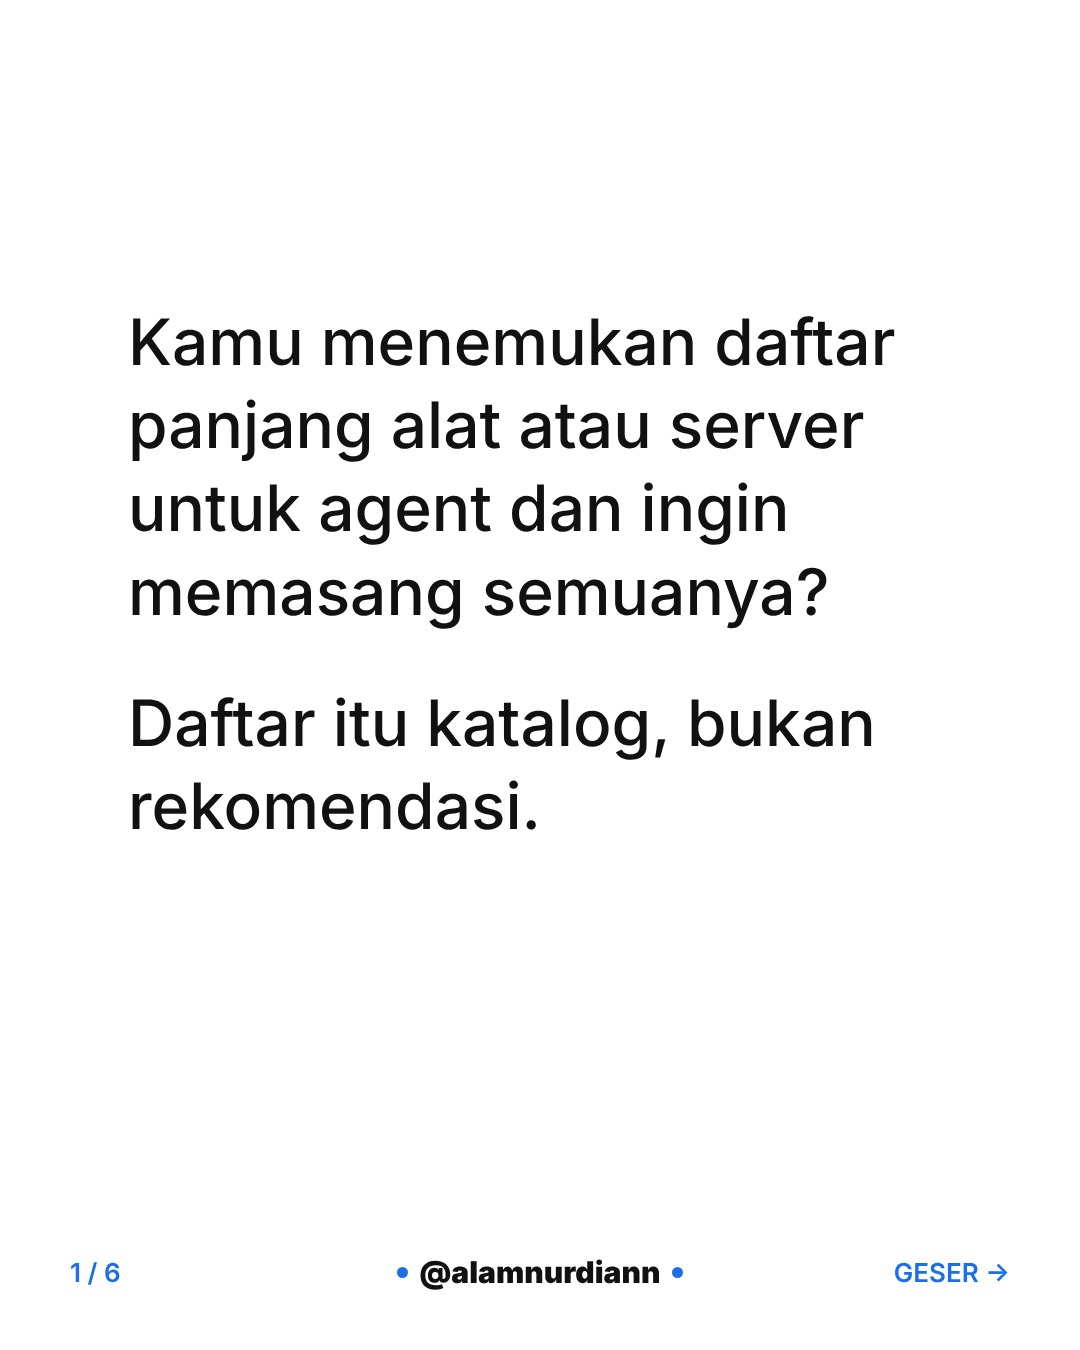 Kamu menemukan daftar
panjang alat atau server
untuk agent dan ingin
memasang semuanya?
Daftar itu katalog, bukan
rekomendasi.
1 / 6
• @alamnurdiann •
GESER →